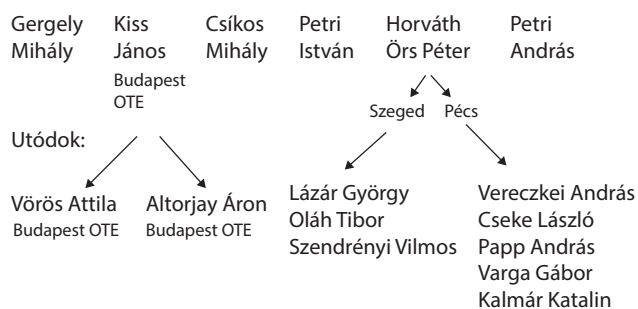 Gergely Kiss Csíkos Petri Horváth Petri
Mihály János Mihály István Örs Péter András
Budapest
OTE
Szeged Pécs
Utódok:
Vörös Attila Altorjay Áron
Budapest OTE Budapest OTE
Lázár György
Oláh Tibor
Szendrényi Vilmos
Vereczkei András
Cseke László
Papp András
Varga Gábor
Kalmár Katalin